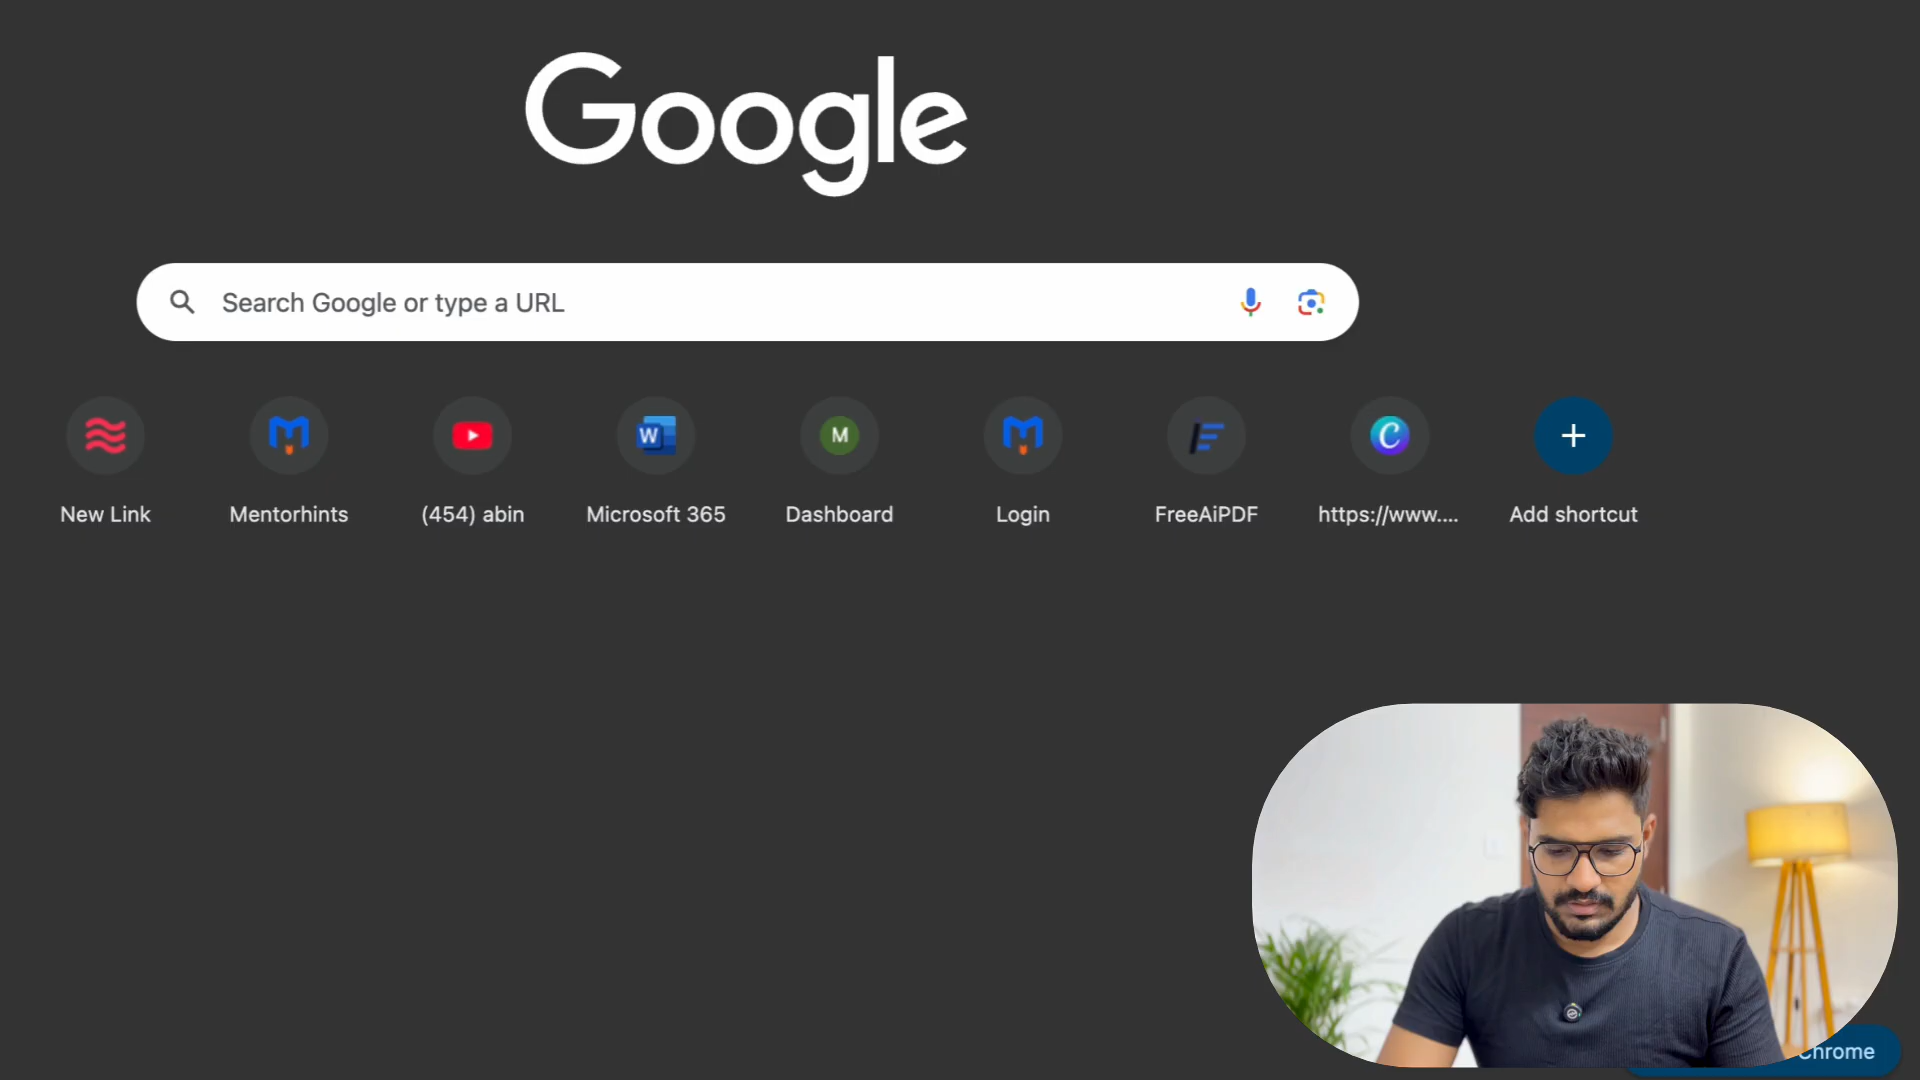 Google
Search Google or type a URL
W
M
New Link
Mentorhints
(454) abin
Microsoft 365
Dashboard
Login
FreeAiPDF
https://www....
Add shortcut
Chrome